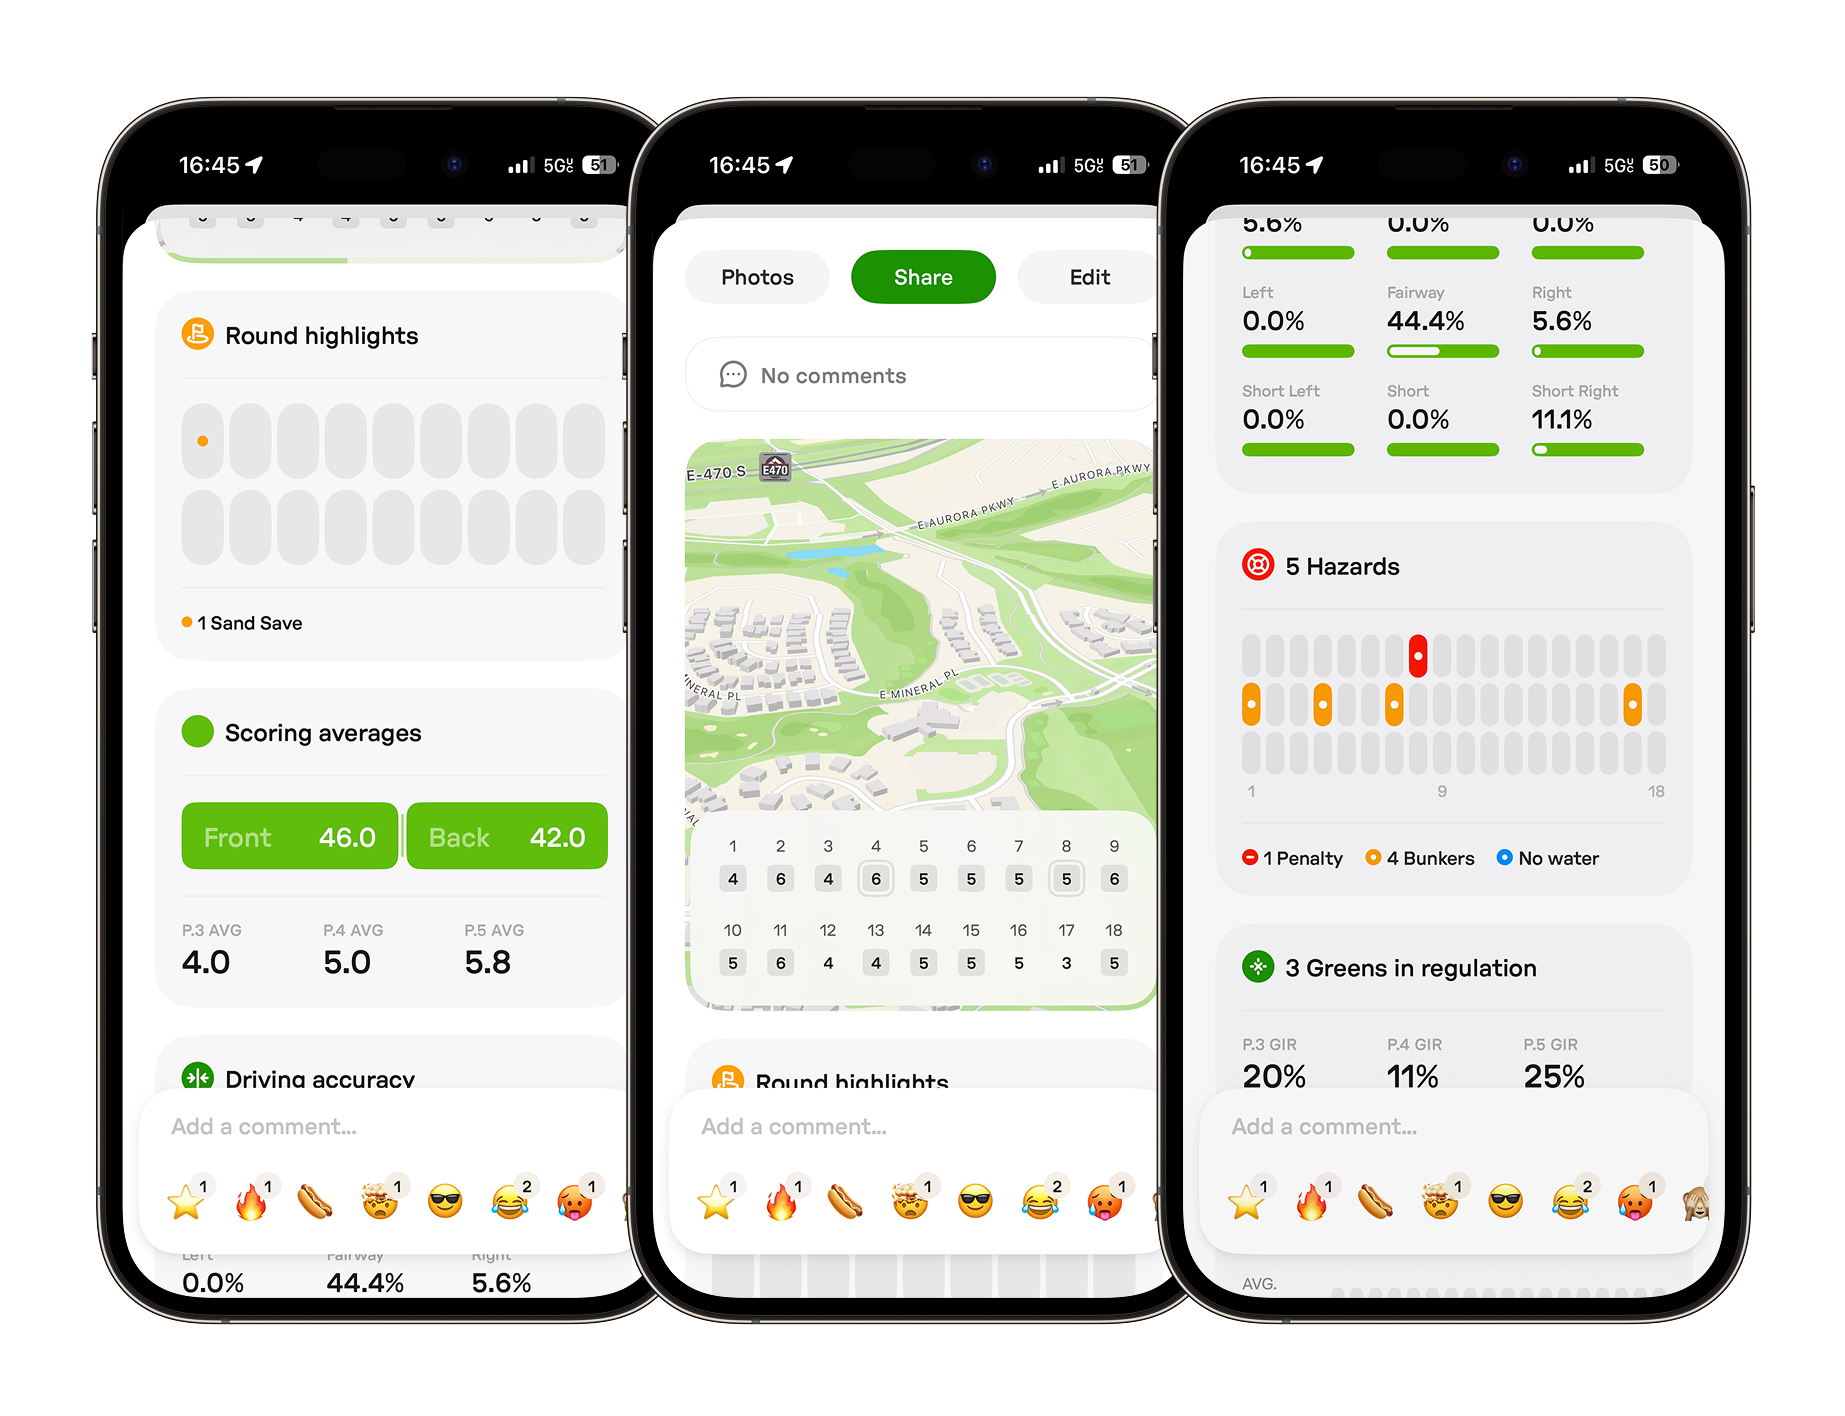 16:45
5G UC
51
Round highlights
1 Sand Save
Scoring averages
Front 46.0
Back 42.0
P.3 AVG P.4 AVG P.5 AVG
4.0 5.0 5.8
Driving accuracy
Add a comment...
1 1 1 2 1
Left Fairway Right
0.0% 44.4% 5.6%
16:45
5G UC
51
Photos
Share
Edit
No comments
E-470 S
E470
E AURORA PKWY
E AURORA PKWY
E MINERAL PL
1 2 3 4 5 6 7 8 9
4 6 4 6 5 5 5 5 6
10 11 12 13 14 15 16 17 18
5 6 4 4 5 5 5 3 5
Round highlights
Add a comment...
1 1 1 2 1
16:45
5G UC
50
5.6% 0.0% 0.0%
Left Fairway Right
0.0% 44.4% 5.6%
Short Left Short Short Right
0.0% 0.0% 11.1%
5 Hazards
1 9 18
1 Penalty 4 Bunkers No water
3 Greens in regulation
P.3 GIR P.4 GIR P.5 GIR
20% 11% 25%
Add a comment...
1 1 1 2 1
AVG.